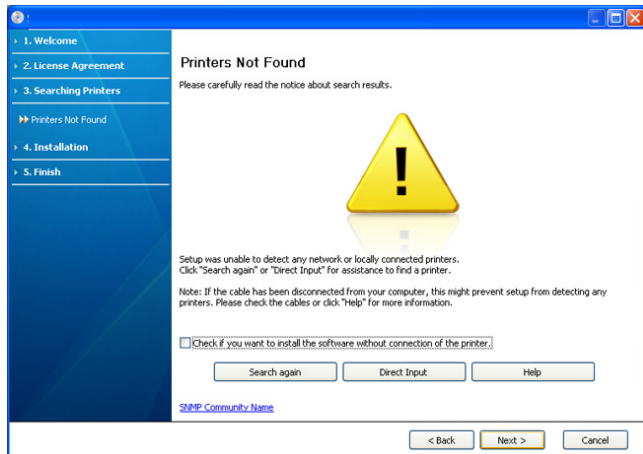 1. Welcome
2. License Agreement
3. Searching Printers
Printers Not Found
4. Installation
5. Finish
Printers Not Found
Please carefully read the notice about search results.
Setup was unable to detect any network or locally connected printers.
Click "Search again" or "Direct Input" for assistance to find a printer.
Note: If the cable has been disconnected from your computer, this might prevent setup from detecting any
printers. Please check the cables or click "Help" for more information.
Check if you want to install the software without connection of the printer.
Search again
Direct Input
Help
SNMP Community Name
< Back
Next >
Cancel